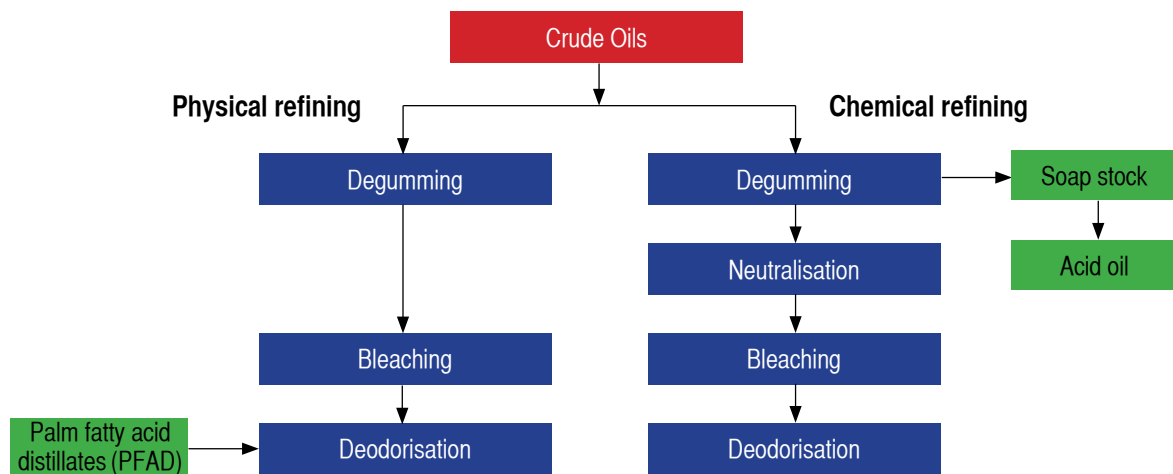 Crude Oils
Physical refining
Chemical refining
Degumming
Degumming
Soap stock
Neutralisation
Acid oil
Bleaching
Bleaching
Palm fatty acid
distillates (PFAD)
Deodorisation
Deodorisation